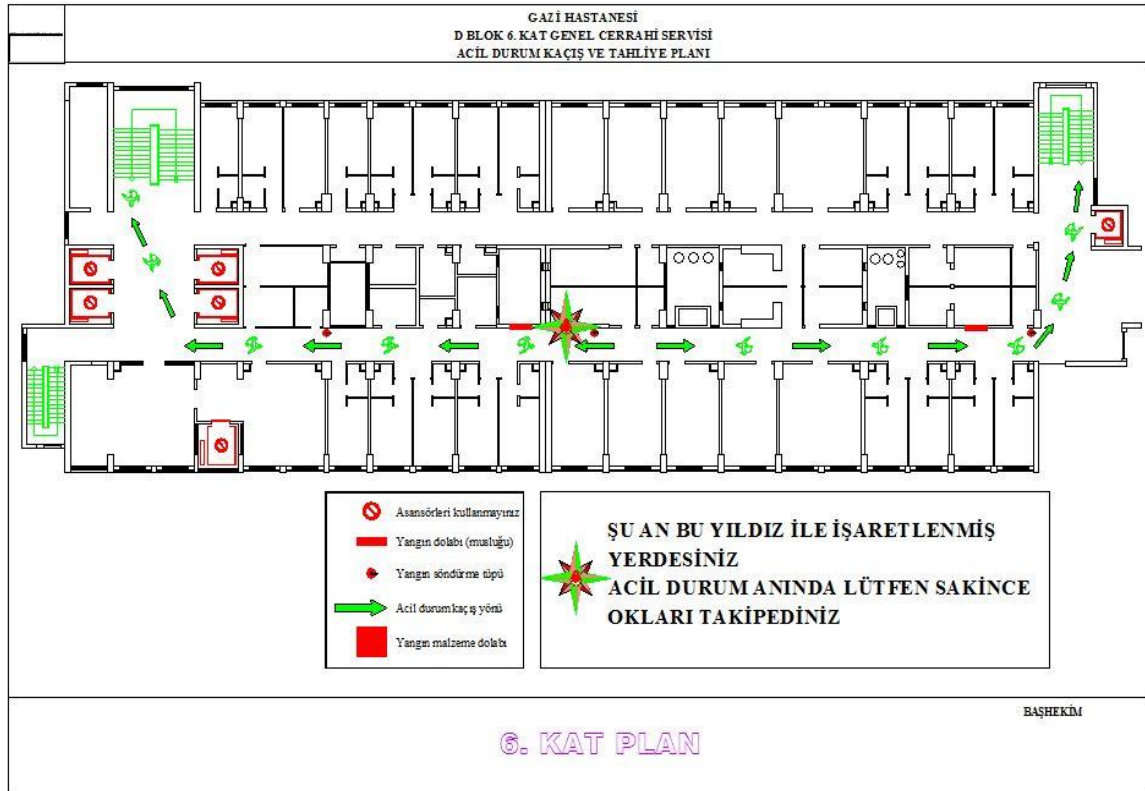 GAZİ HASTANESİ
D BLOK 6. KAT GENEL CERRAHİ SERVİSİ
ACİL DURUM KAÇIŞ VE TAHLİYE PLANI
Asansörleri kullanmayınız
Yangın dolabı (musluğu)
Yangın söndürme tüpü
Acil durum kaçış yönü
Yangın malzeme dolabı
ŞU AN BU YILDIZ İLE İŞARETLENMİŞ
YERDESİNİZ
ACİL DURUM ANINDA LÜTFEN SAKİNCE
OKLARI TAKİPEDİNİZ
BAŞHEKİM
6. KAT PLAN